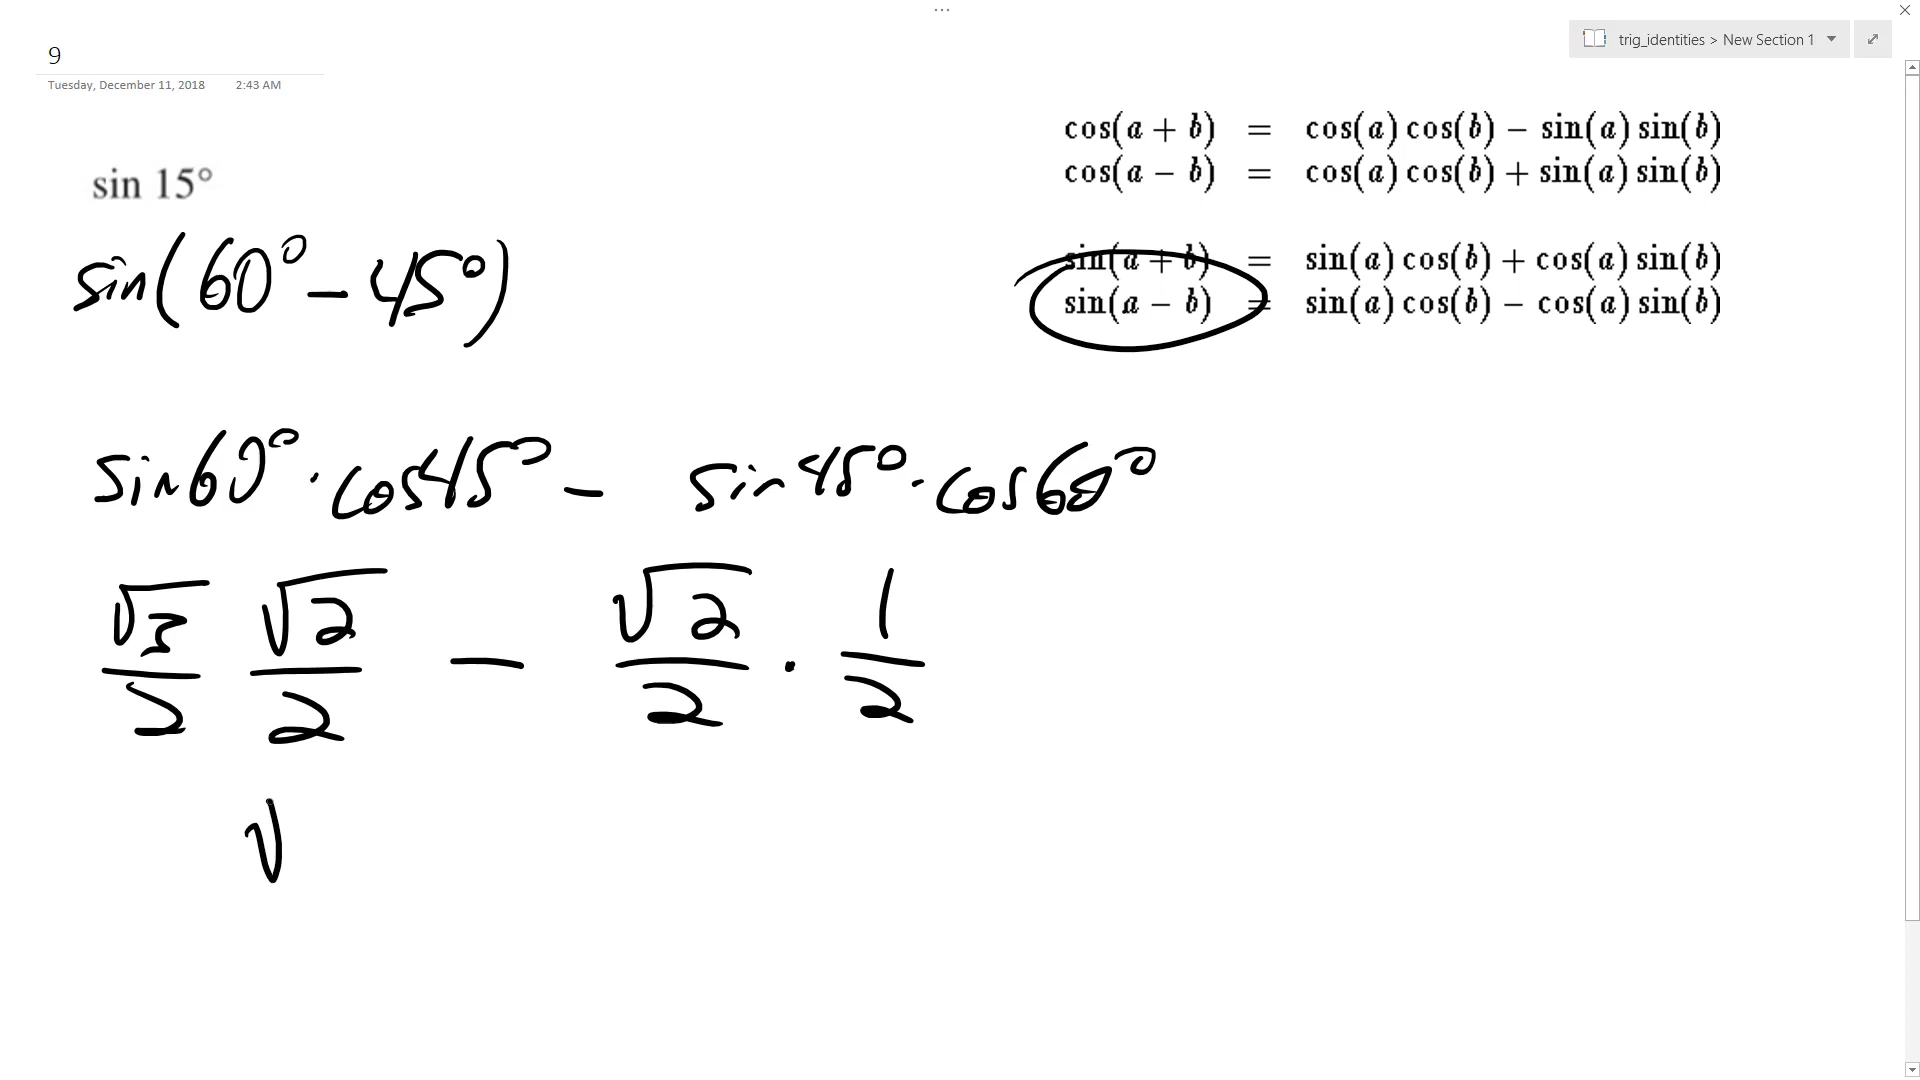 ...
trig_identities > New Section 1
9
Tuesday, December 11, 2018 2:43 AM
cos(a + b) = cos(a) cos(b) − sin(a) sin(b)
cos(a − b) = cos(a) cos(b) + sin(a) sin(b)
sin(a + b) = sin(a) cos(b) + cos(a) sin(b)
sin(a − b) = sin(a) cos(b) − cos(a) sin(b)
sin 15°
sin(60° − 45°)
sin60° · cos45° − sin45° · cos60°
√3/2 √2/2 − √2/2 · 1/2
√